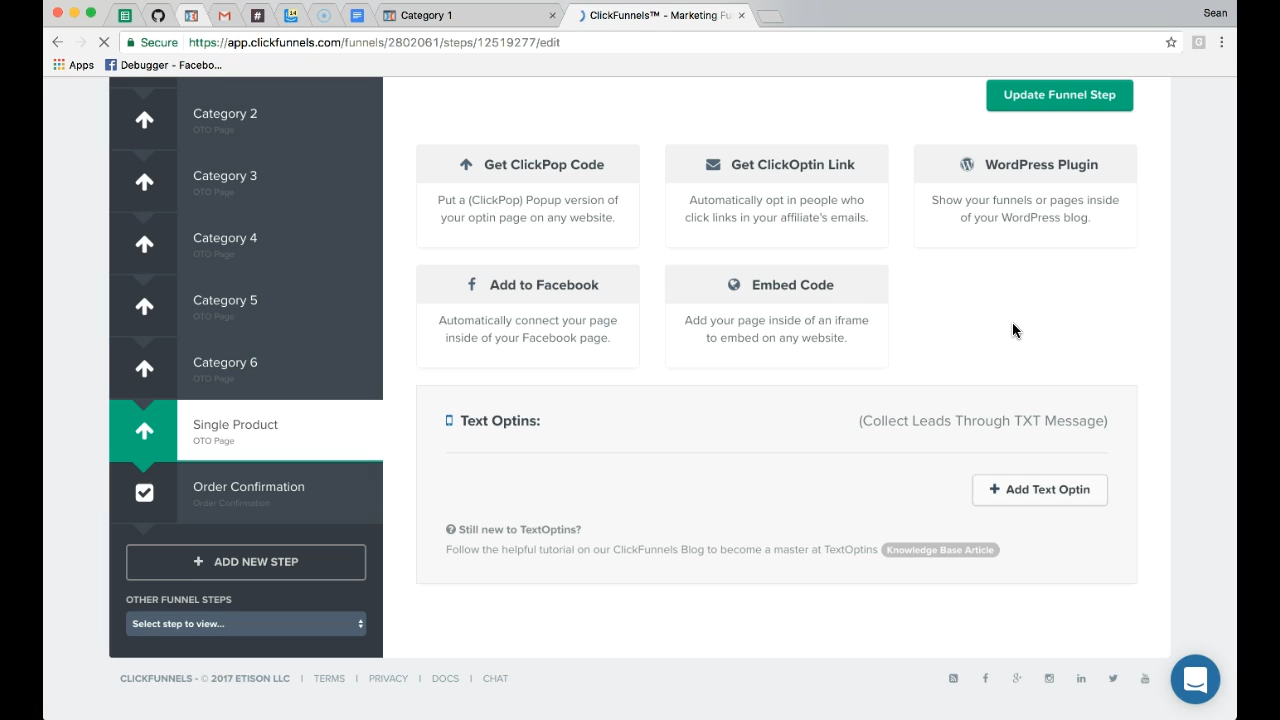 Category 1
ClickFunnels™ - Marketing Fu
Sean
Secure
https://app.clickfunnels.com/funnels/2802061/steps/12519277/edit
Apps
Debugger - Facebo...
Update Funnel Step
Category 2
OTO Page
Category 3
OTO Page
Category 4
OTO Page
Category 5
OTO Page
Category 6
OTO Page
Single Product
OTO Page
Order Confirmation
Order Confirmation
+ ADD NEW STEP
OTHER FUNNEL STEPS
Select step to view...
Get ClickPop Code
Put a (ClickPop) Popup version of
your optin page on any website.
Get ClickOptin Link
Automatically opt in people who
click links in your affiliate's emails.
WordPress Plugin
Show your funnels or pages inside
of your WordPress blog.
Add to Facebook
Automatically connect your page
inside of your Facebook page.
Embed Code
Add your page inside of an iframe
to embed on any website.
Text Optins:
(Collect Leads Through TXT Message)
+ Add Text Optin
Still new to TextOptins?
Follow the helpful tutorial on our ClickFunnels Blog to become a master at TextOptins Knowledge Base Article
CLICKFUNNELS - © 2017 ETISON LLC | TERMS | PRIVACY | DOCS | CHAT